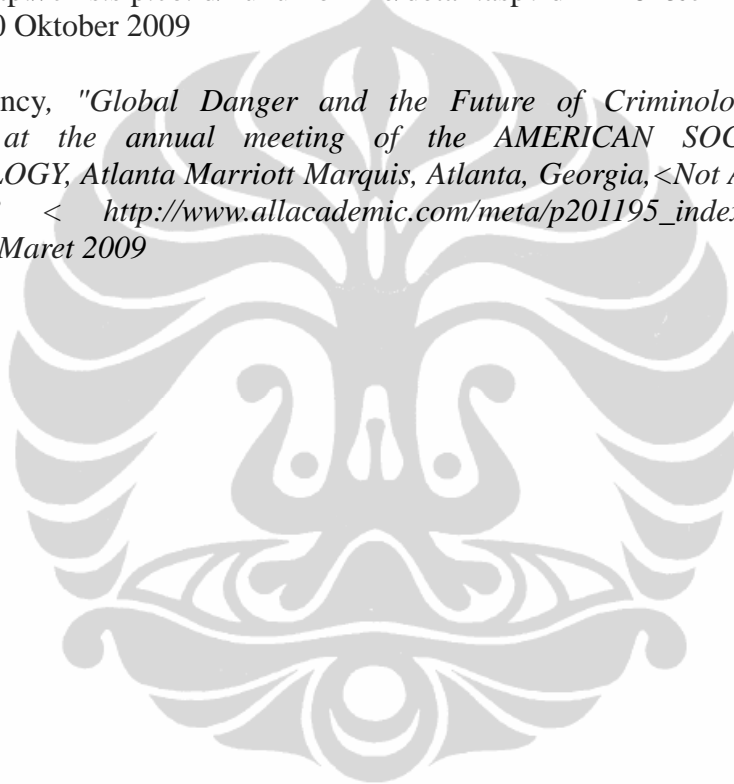 0 Oktober 2009
ncy, "Global Danger and the Future of Criminolo
at the annual meeting of the AMERICAN SOC
LOGY, Atlanta Marriott Marquis, Atlanta, Georgia,<Not A
< http://www.allacademic.com/meta/p201195_index
Maret 2009